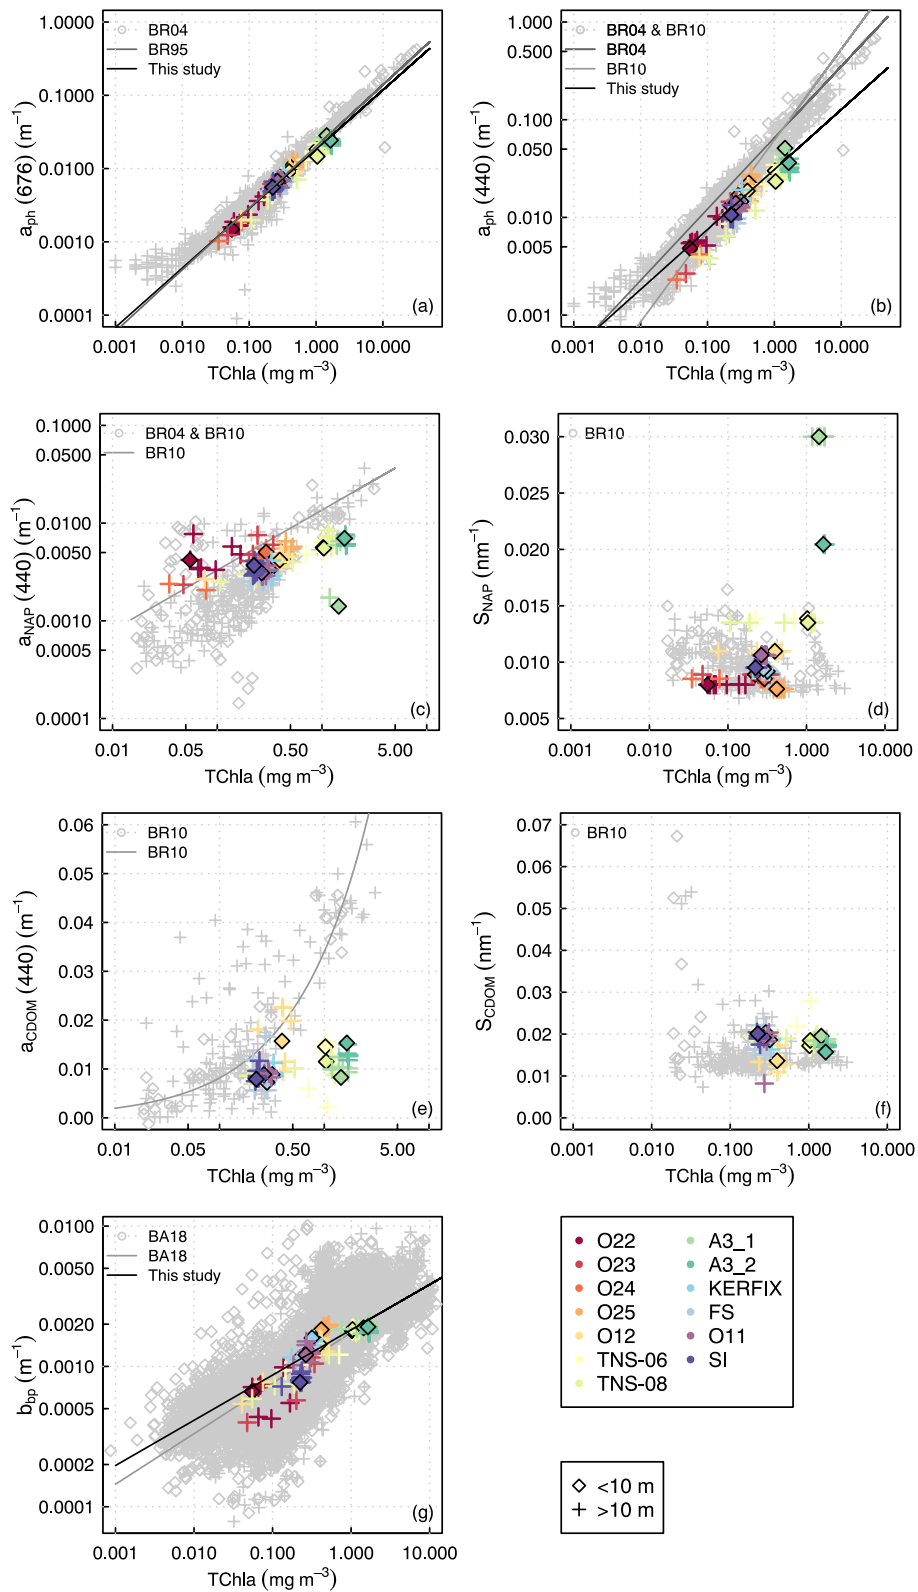 BR04
BR95
This study
1.0000
0.1000
0.0100
0.0010
0.0001
a_ph (676) (m⁻¹)
(a)
0.001 0.010 0.100 1.000 10.000
TChla (mg m⁻³)
BR04 & BR10
BR04
BR10
This study
1.000
0.500
0.100
0.050
0.010
0.005
0.001
a_ph (440) (m⁻¹)
(b)
0.001 0.010 0.100 1.000 10.000
TChla (mg m⁻³)
BR04 & BR10
BR10
0.1000
0.0500
0.0100
0.0050
0.0010
0.0005
0.0001
a_NAP (440) (m⁻¹)
(c)
0.01 0.05 0.50 5.00
TChla (mg m⁻³)
BR10
0.030
0.025
0.020
0.015
0.010
0.005
S_NAP (nm⁻¹)
(d)
0.001 0.010 0.100 1.000 10.000
TChla (mg m⁻³)
BR10
BR10
0.06
0.05
0.04
0.03
0.02
0.01
0.00
a_CDOM (440) (m⁻¹)
(e)
0.01 0.05 0.50 5.00
TChla (mg m⁻³)
BR10
0.07
0.06
0.05
0.04
0.03
0.02
0.01
0.00
S_CDOM (nm⁻¹)
(f)
0.001 0.010 0.100 1.000 10.000
TChla (mg m⁻³)
BA18
BA18
This study
0.0100
0.0050
0.0020
0.0010
0.0005
0.0002
0.0001
b_bp (m⁻¹)
(g)
0.001 0.010 0.100 1.000 10.000
TChla (mg m⁻³)
O22
O23
O24
O25
O12
TNS-06
TNS-08
A3_1
A3_2
KERFIX
FS
O11
SI
<10 m
>10 m